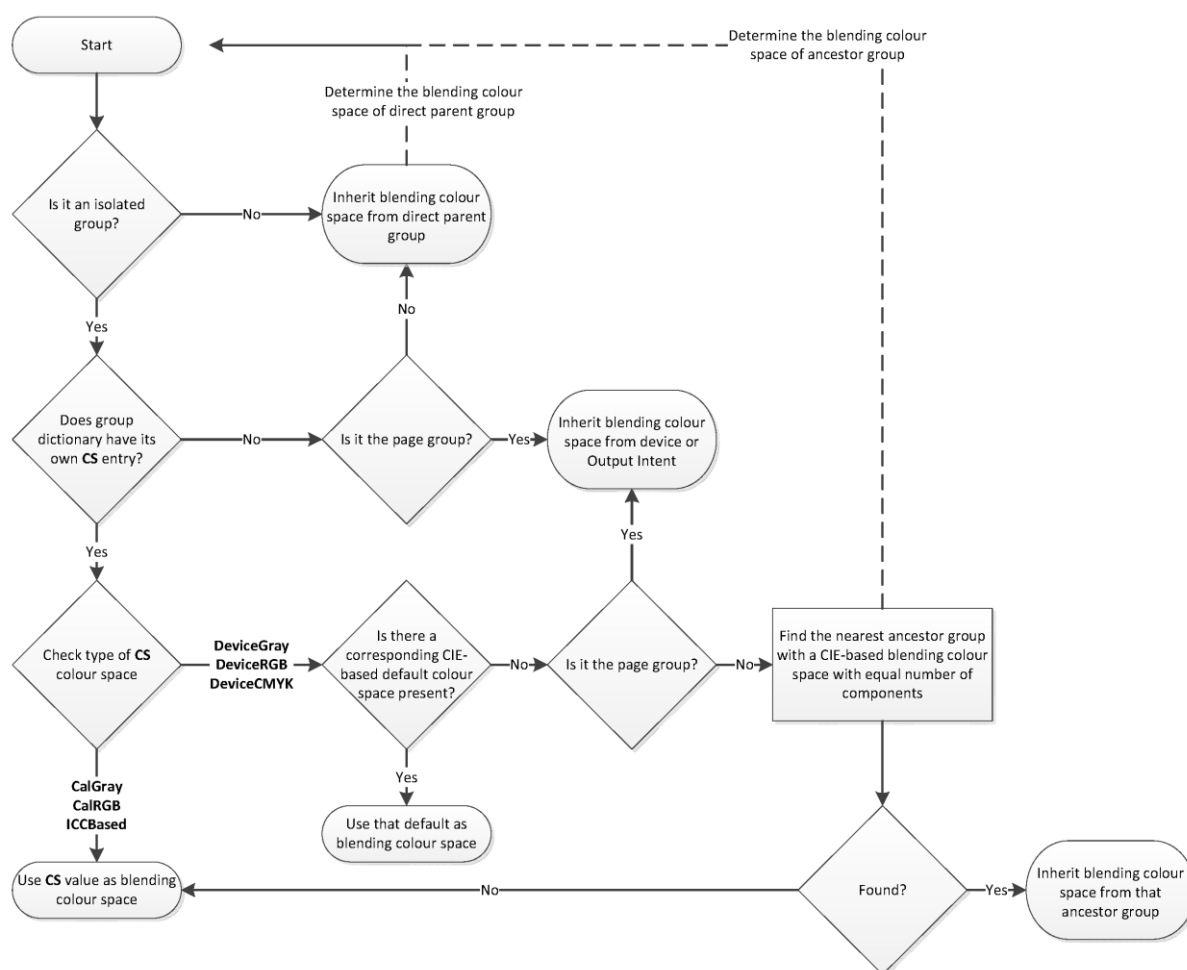 Start
Determine the blending colour
space of ancestor group
Determine the blending colour
space of direct parent group
Is it an isolated
group?
No
Inherit blending colour
space from direct parent
group
Yes
No
Does group
dictionary have its
own CS entry?
No
Is it the page group?
Yes
Inherit blending colour
space from device or
Output Intent
Yes
Yes
Check type of CS
colour space
DeviceGray
DeviceRGB
DeviceCMYK
Is there a
corresponding CIE-
based default colour
space present?
No
Is it the page group?
No
Find the nearest ancestor group
with a CIE-based blending colour
space with equal number of
components
CalGray
CalRGB
ICCBased
Yes
Use that default as
blending colour space
Use CS value as blending
colour space
No
Found?
Yes
Inherit blending colour
space from that
ancestor group